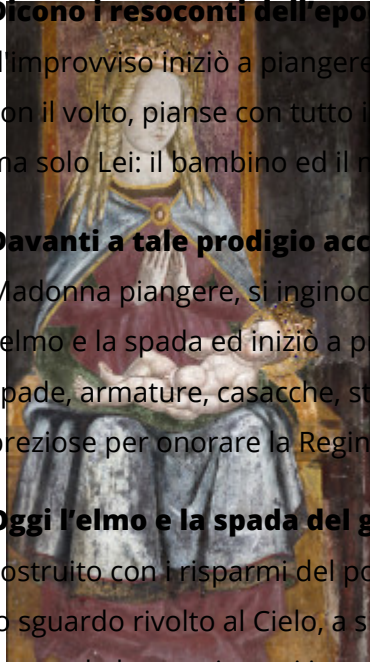 Dicono i resoconti dell'epo
l'improvviso iniziò a piangere
on il volto, pianse con tutto i
ma solo Lei: il bambino ed il
Davanti a tale prodigio acc
Madonna piangere, si inginoc
elmo e la spada ed iniziò a p
pade, armature, casacche, st
preziose per onorare la Regin
Oggi l'elmo e la spada del g
ostruito con i risparmi del po
o sguardo rivolto al Cielo, a s